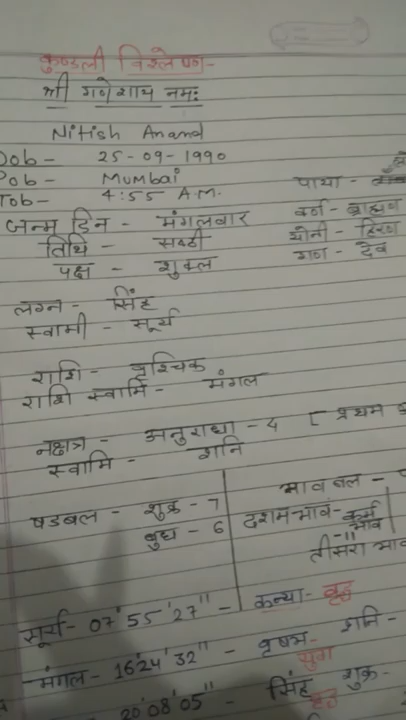 कुण्डली विश्लेषण-
श्री गणेशाय नमः
Nitish Anand
Dob - 25-09-1990
Pob - Mumbai
Tob - 4:55 A.M.
पाया -
जन्म दिन - मंगलवार
वर्ण - ब्राह्मण
तिथि - सष्ठी
योनी - हिरण
पक्ष - शुक्ल
गण - देव
लग्न - सिंह
स्वामी - सूर्य
राशि - वृश्चिक
राशि स्वामि - मंगल
नक्षत्र - अनुराधा - 4 [ प्रथम
स्वामि - शनि
षडबल - शुक्र - 7
बुध - 6
भाव बल -
दशम भाव - कर्म भाव
तीसरा भाव
सूर्य- 07°55'27" - कन्या- वृद्ध
मंगल - 16°24'32" - वृषभ- युवा
शनि -
20°08'05" - सिंह
शुक्र-